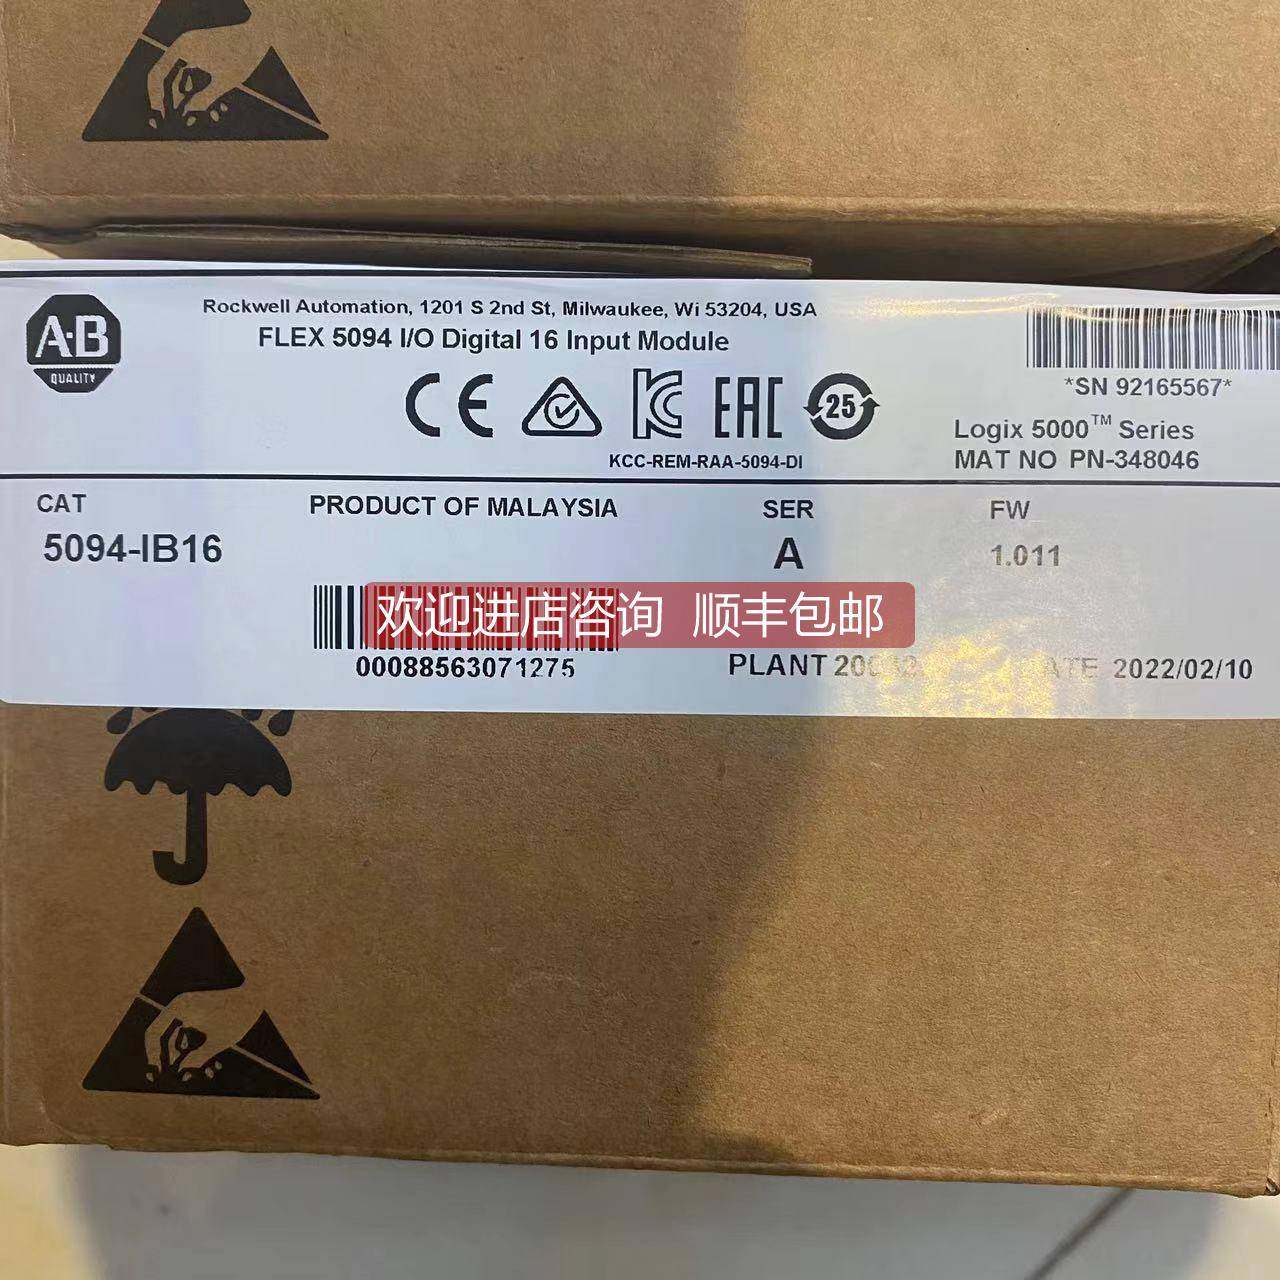 A·B
QUALITY
Rockwell Automation, 1201 S 2nd St, Milwaukee, Wi 53204, USA
FLEX 5094 I/O Digital 16 Input Module
CE KC EAC 25
KCC-REM-RAA-5094-DI
*SN 92165567*
Logix 5000™ Series
MAT NO PN-348046
CAT PRODUCT OF MALAYSIA SER FW
5094-IB16 A 1.011
欢迎进店咨询 顺丰包邮
00088563071275 PLANT 2022/02/10